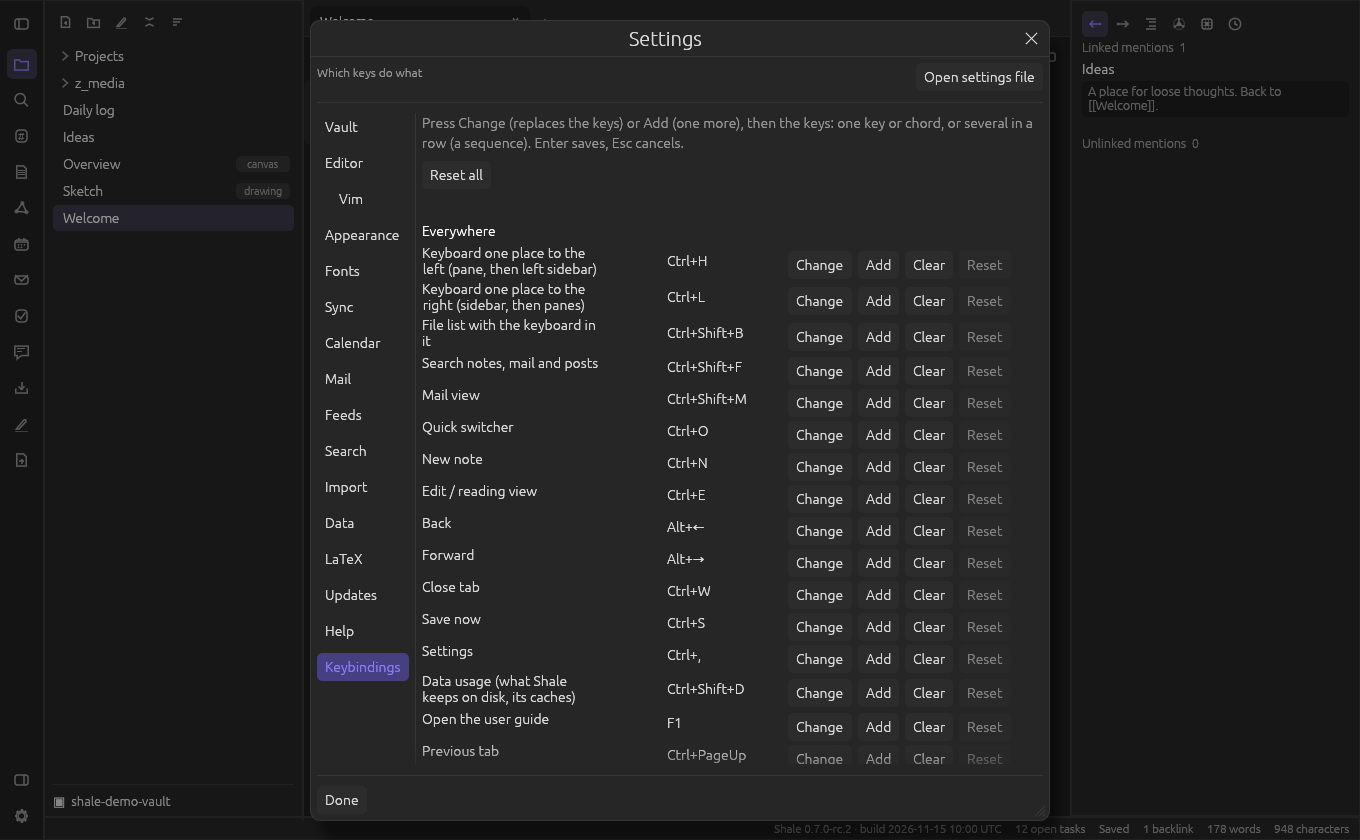 Settings
Which keys do what
Open settings file
Projects
z_media
Daily log
Ideas
Overview
canvas
Sketch
drawing
Welcome
shale-demo-vault
Vault
Editor
Vim
Appearance
Fonts
Sync
Calendar
Mail
Feeds
Search
Import
Data
LaTeX
Updates
Help
Keybindings
Press Change (replaces the keys) or Add (one more), then the keys: one key or chord, or several in a
row (a sequence). Enter saves, Esc cancels.
Reset all
Everywhere
Keyboard one place to the
left (pane, then left sidebar)
Ctrl+H Change Add Clear Reset
Keyboard one place to the
right (sidebar, then panes)
Ctrl+L Change Add Clear Reset
File list with the keyboard in
it
Ctrl+Shift+B Change Add Clear Reset
Search notes, mail and posts Ctrl+Shift+F Change Add Clear Reset
Mail view Ctrl+Shift+M Change Add Clear Reset
Quick switcher Ctrl+O Change Add Clear Reset
New note Ctrl+N Change Add Clear Reset
Edit / reading view Ctrl+E Change Add Clear Reset
Back Alt+← Change Add Clear Reset
Forward Alt+→ Change Add Clear Reset
Close tab Ctrl+W Change Add Clear Reset
Save now Ctrl+S Change Add Clear Reset
Settings Ctrl+, Change Add Clear Reset
Data usage (what Shale
keeps on disk, its caches)
Ctrl+Shift+D Change Add Clear Reset
Open the user guide F1 Change Add Clear Reset
Previous tab Ctrl+PageUp Change Add Clear Reset
Done
Linked mentions 1
Ideas
A place for loose thoughts. Back to
[[Welcome]].
Unlinked mentions 0
Shale 0.7.0-rc.2 · build 2026-11-15 10:00 UTC 12 open tasks Saved 1 backlink 178 words 948 characters